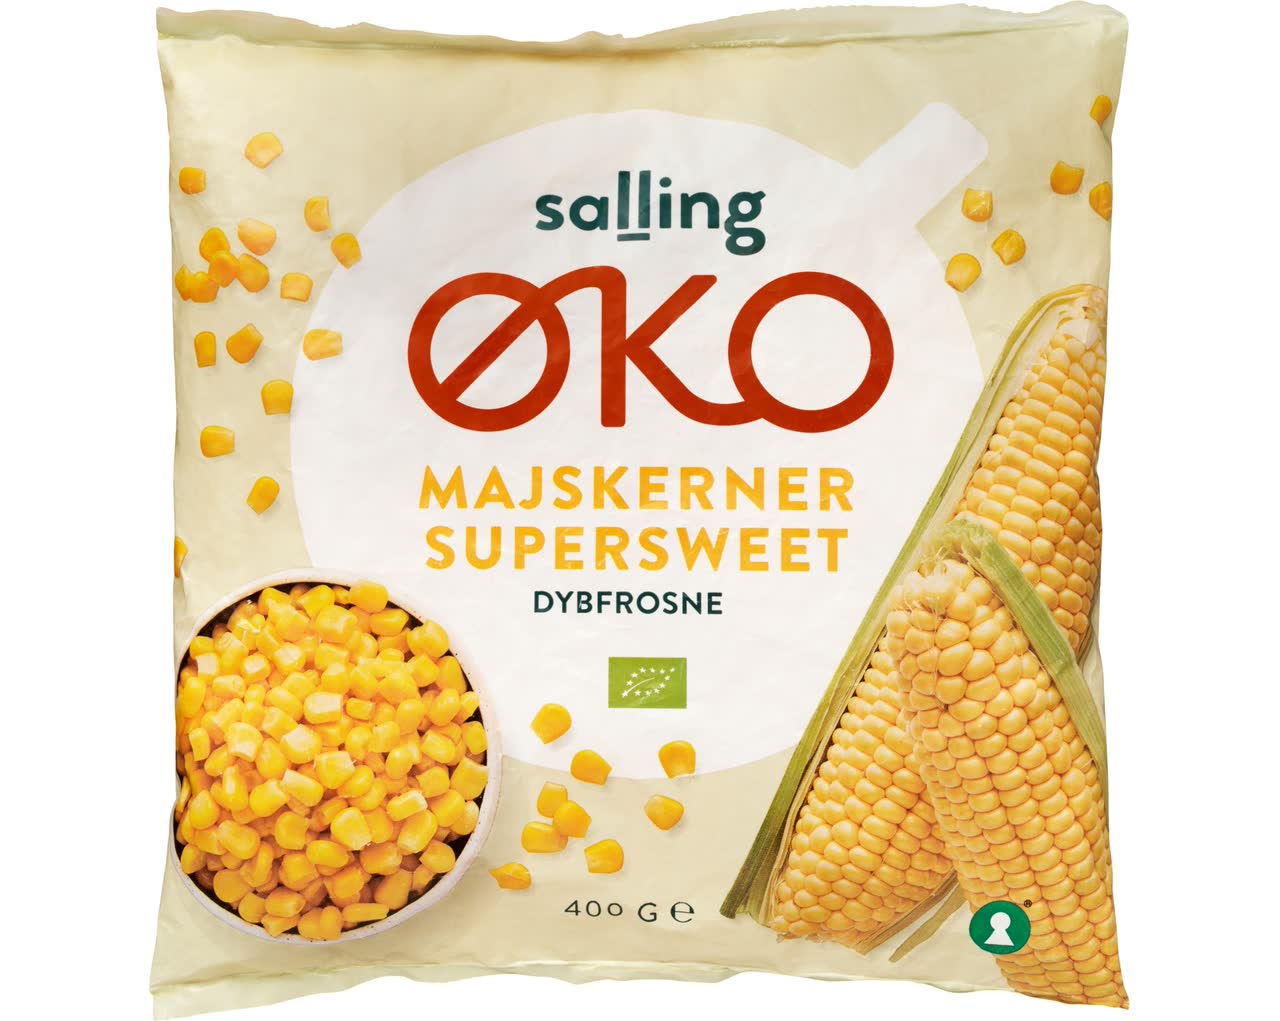 salling
ØKO
MAJSKERNER
SUPERSWEET
DYBFROSNE
400 G ℮
®